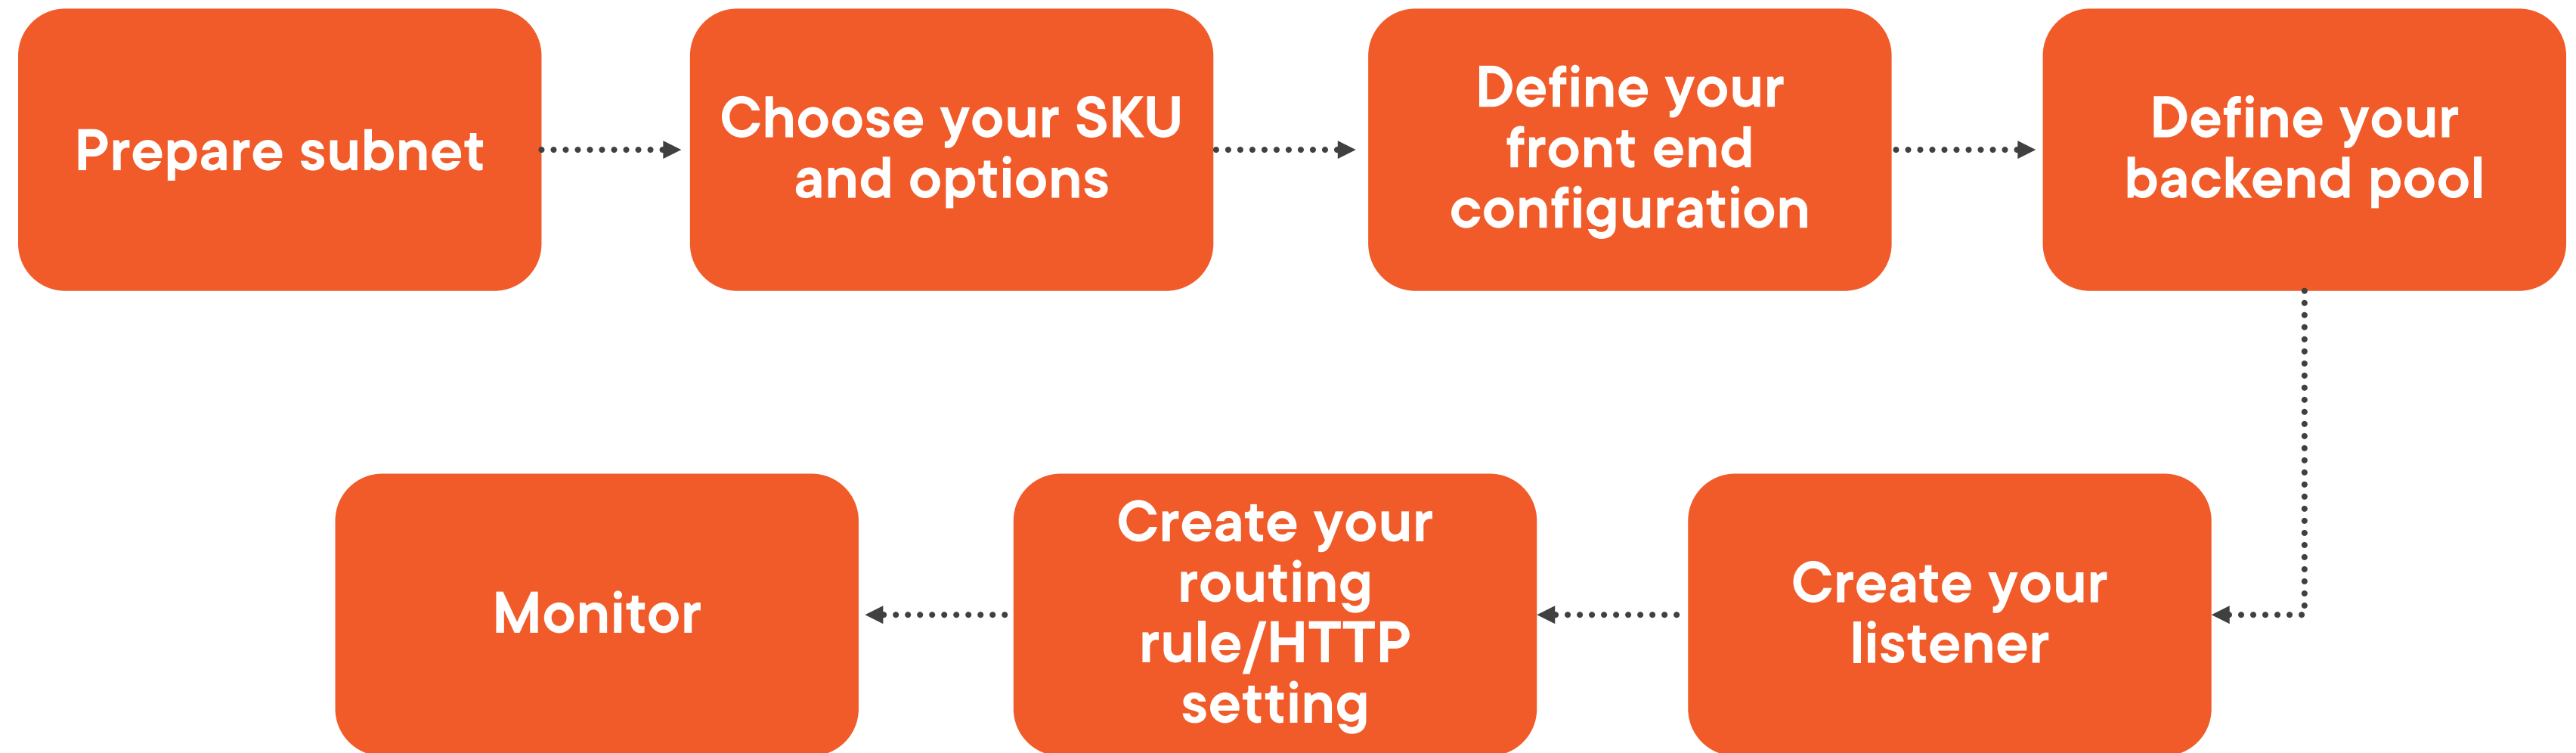 Prepare subnet
Choose your SKU
and options
Define your
front end
configuration
Define your
backend pool
Create your
listener
Create your
routing
rule/HTTP
setting
Monitor